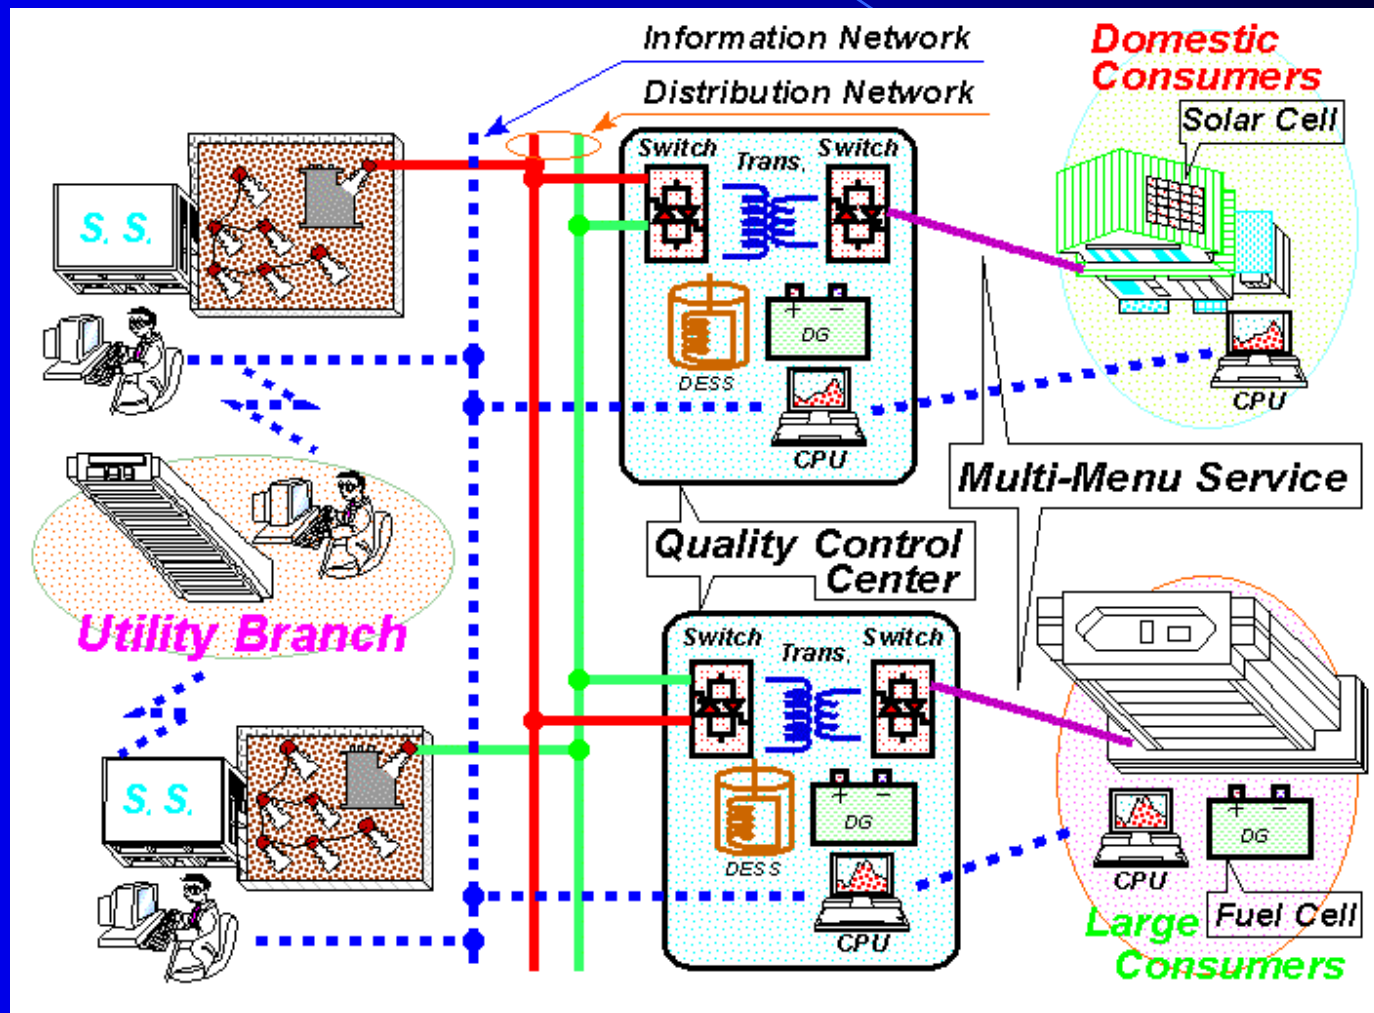 Information Network
Distribution Network
Domestic
Consumers
Solar Cell
Switch
Trans,
Switch
S, S,
+ −
DG
DESS
CPU
CPU
Multi-Menu Service
Quality Control
Center
Utility Branch
Switch
Trans,
Switch
S, S,
+ −
DG
DESS
CPU
+ −
DG
CPU
Fuel Cell
Large
Consumers